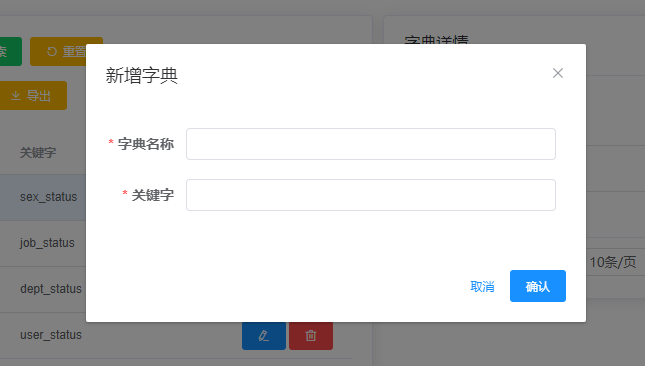 索
重置
字典详情
新增字典
导出
* 字典名称
关键字
* 关键字
sex_status
job_status
10条/页
dept_status
取消
确认
user_status